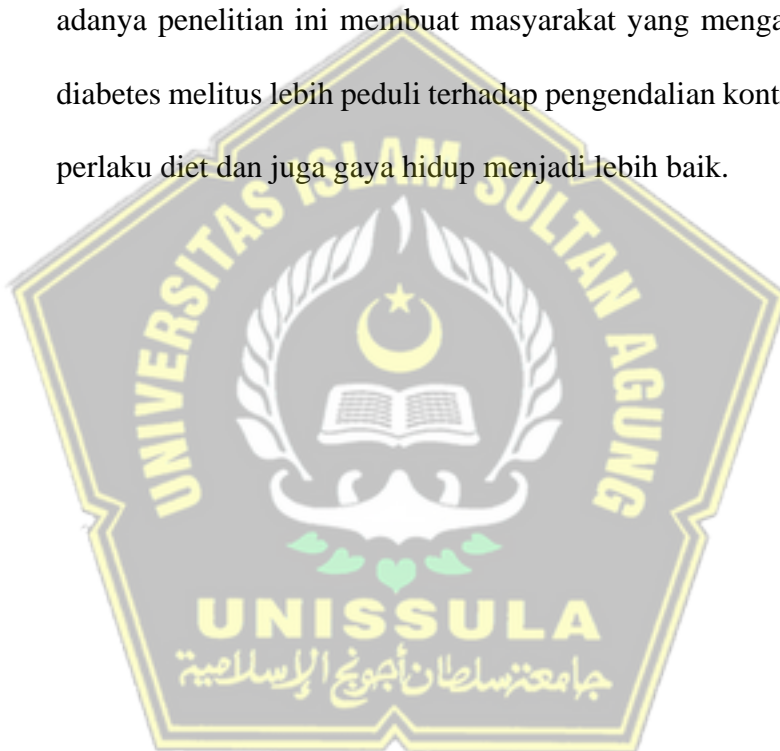 adanya penelitian ini membuat masyarakat yang menga
diabetes melitus lebih peduli terhadap pengendalian kont
perlaku diet dan juga gaya hidup menjadi lebih baik.
UNIVERSITAS ISLAM SULTAN AGUNG
UNISSULA
جامعة سلطان أجونج الإسلامية